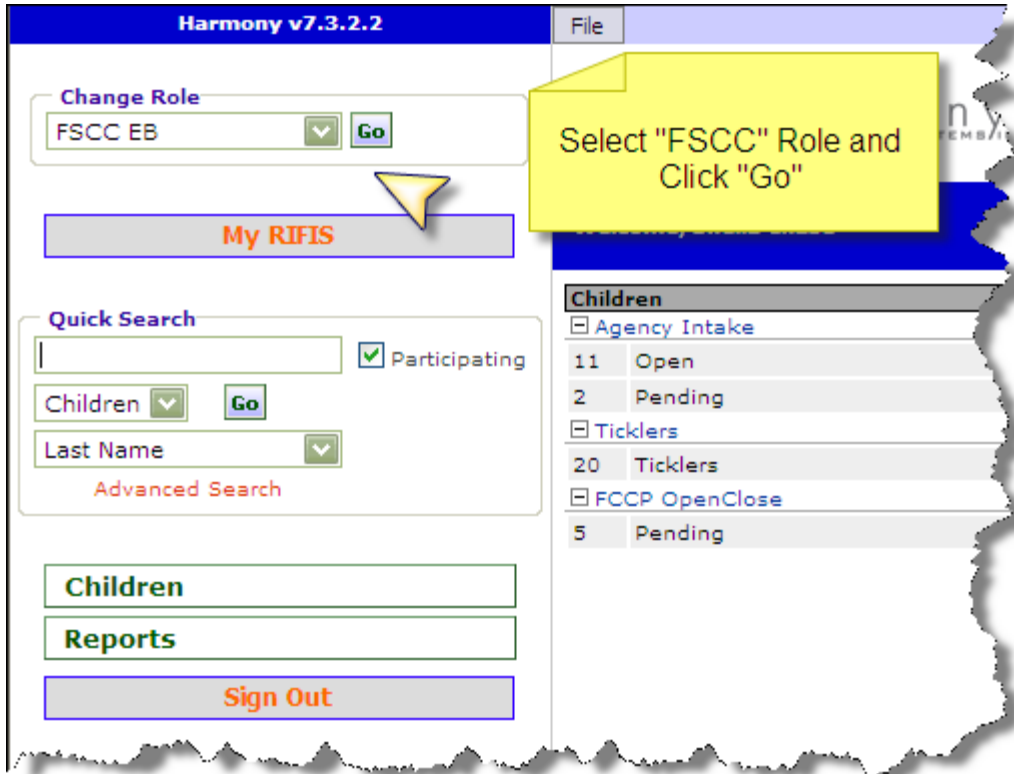 Harmony v7.3.2.2
File
Change Role
FSCC EB
Go
Select "FSCC" Role and
Click "Go"
My RIFIS
Quick Search
Participating
Children
Go
Last Name
Advanced Search
Children
Reports
Sign Out
Children
Agency Intake
11 Open
2 Pending
Ticklers
20 Ticklers
FCCP OpenClose
5 Pending